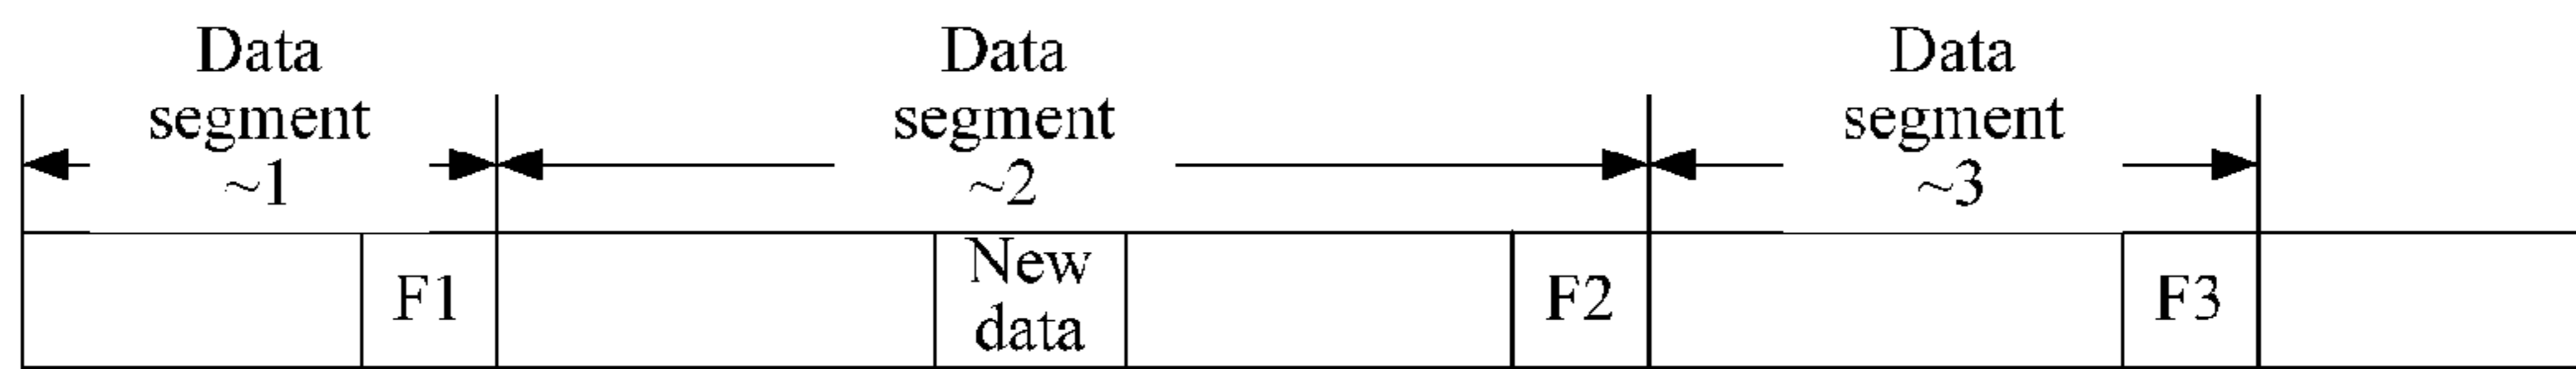 Data
segment
~1
Data
segment
~2
Data
segment
~3
F1
New
data
F2
F3